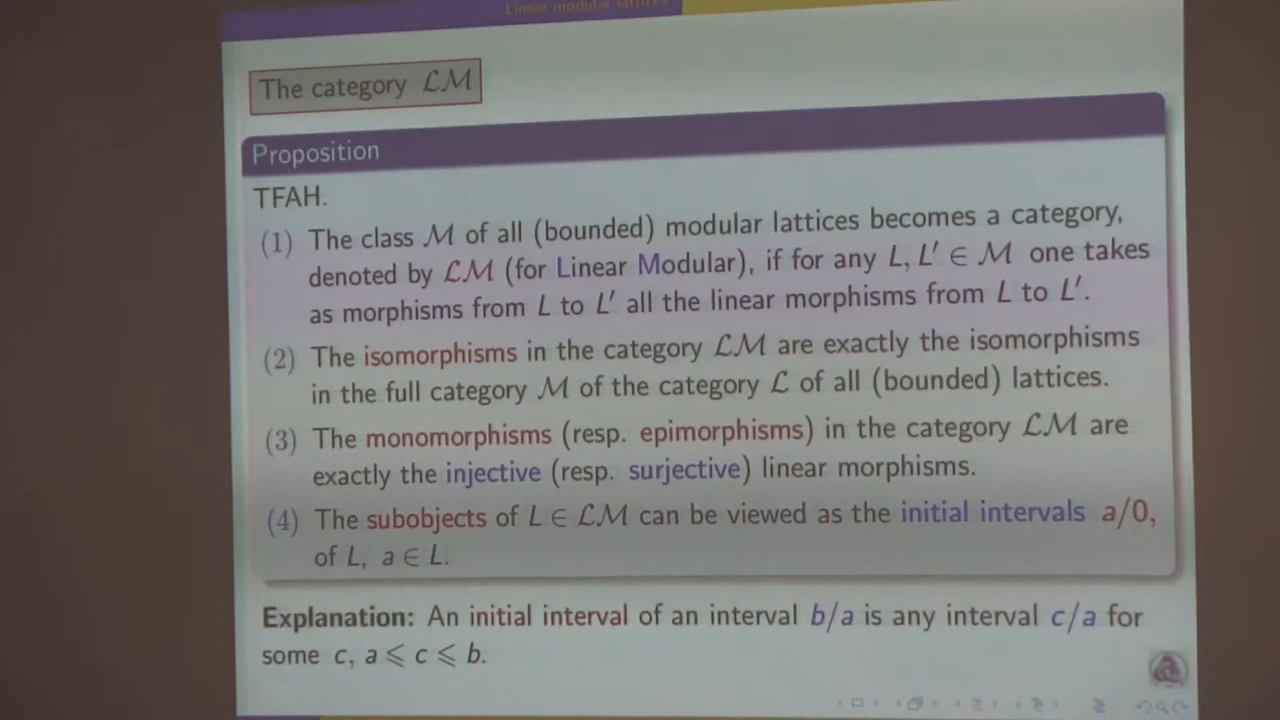 Linear modular lattices
The category ℒℳ
Proposition
TFAH.
(1) The class ℳ of all (bounded) modular lattices becomes a category,
denoted by ℒℳ (for Linear Modular), if for any L, L′ ∈ ℳ one takes
as morphisms from L to L′ all the linear morphisms from L to L′.
(2) The isomorphisms in the category ℒℳ are exactly the isomorphisms
in the full category ℳ of the category ℒ of all (bounded) lattices.
(3) The monomorphisms (resp. epimorphisms) in the category ℒℳ are
exactly the injective (resp. surjective) linear morphisms.
(4) The subobjects of L ∈ ℒℳ can be viewed as the initial intervals a/0,
of L, a ∈ L.
Explanation: An initial interval of an interval b/a is any interval c/a for
some c, a ⩽ c ⩽ b.